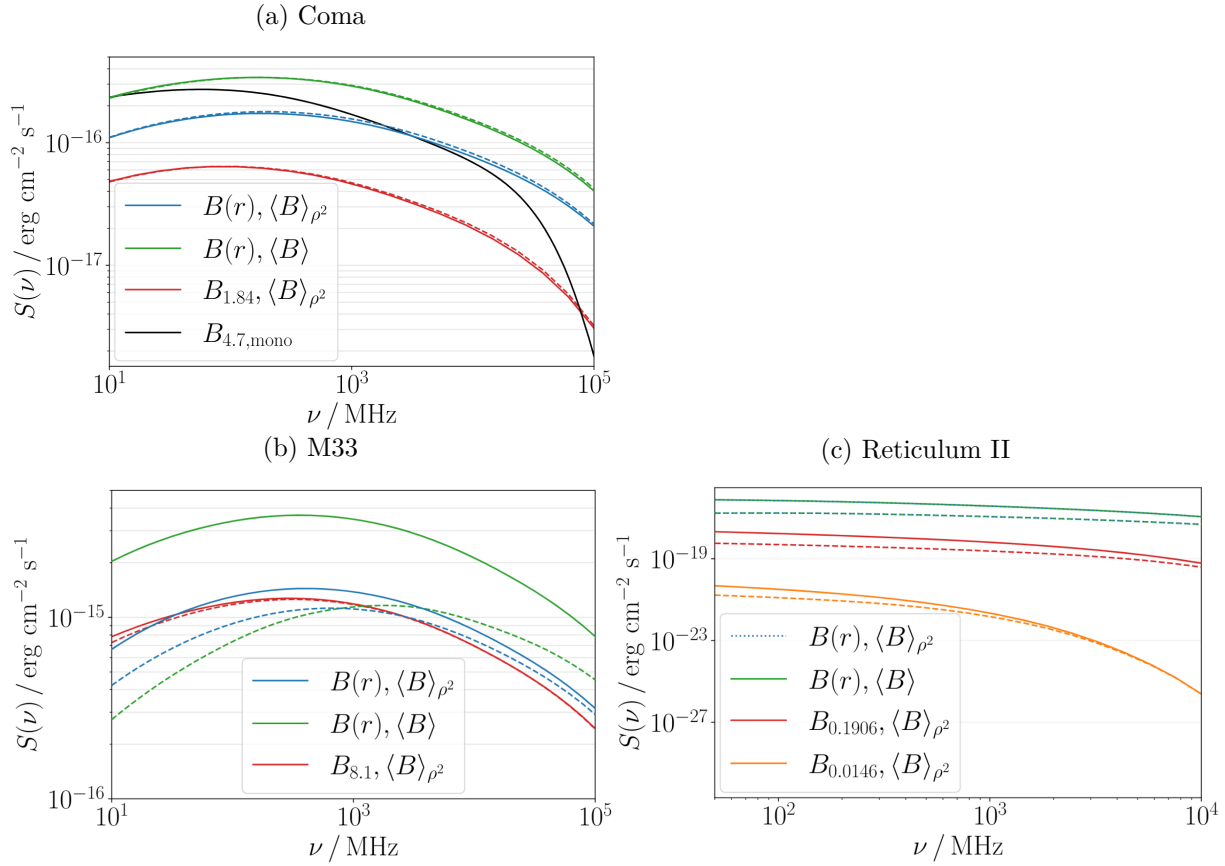 (a) Coma
S(ν) / erg cm⁻² s⁻¹
10⁻¹⁶
10⁻¹⁷
B(r), ⟨B⟩ρ²
B(r), ⟨B⟩
B1.84, ⟨B⟩ρ²
B4.7,mono
10¹ 10³ 10⁵
ν / MHz
(b) M33
S(ν) / erg cm⁻² s⁻¹
10⁻¹⁵
10⁻¹⁶
B(r), ⟨B⟩ρ²
B(r), ⟨B⟩
B8.1, ⟨B⟩ρ²
10¹ 10³ 10⁵
ν / MHz
(c) Reticulum II
S(ν) / erg cm⁻² s⁻¹
10⁻¹⁹
10⁻²³
10⁻²⁷
B(r), ⟨B⟩ρ²
B(r), ⟨B⟩
B0.1906, ⟨B⟩ρ²
B0.0146, ⟨B⟩ρ²
10² 10³ 10⁴
ν / MHz